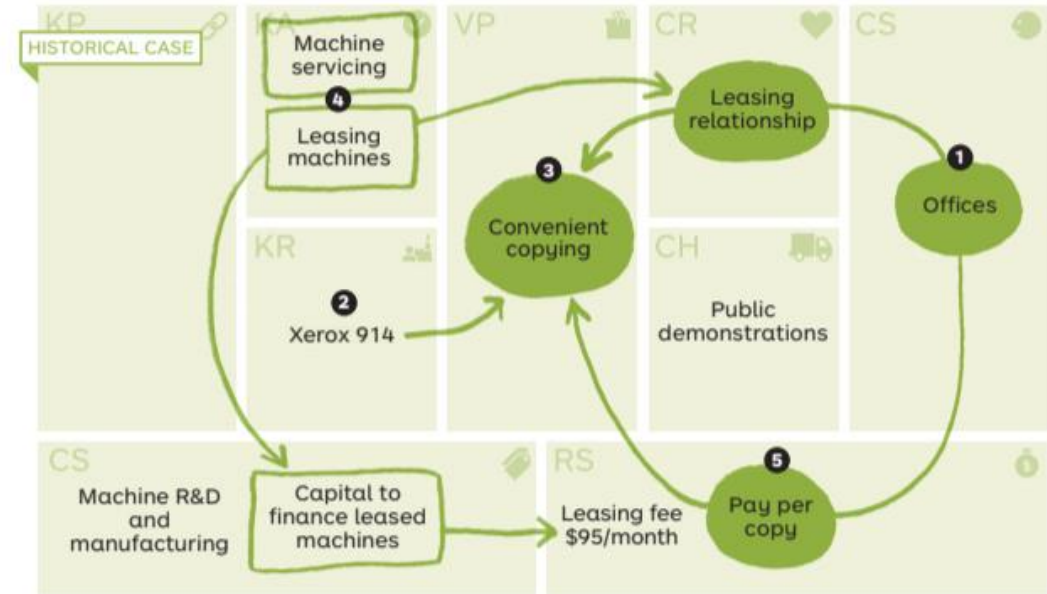 KP
HISTORICAL CASE
KA
Machine
servicing
4
Leasing
machines
VP
3
Convenient
copying
CR
Leasing
relationship
CS
1
Offices
KR
2
Xerox 914
CH
Public
demonstrations
CS
Machine R&D
and
manufacturing
Capital to
finance leased
machines
RS
Leasing fee
$95/month
5
Pay per
copy